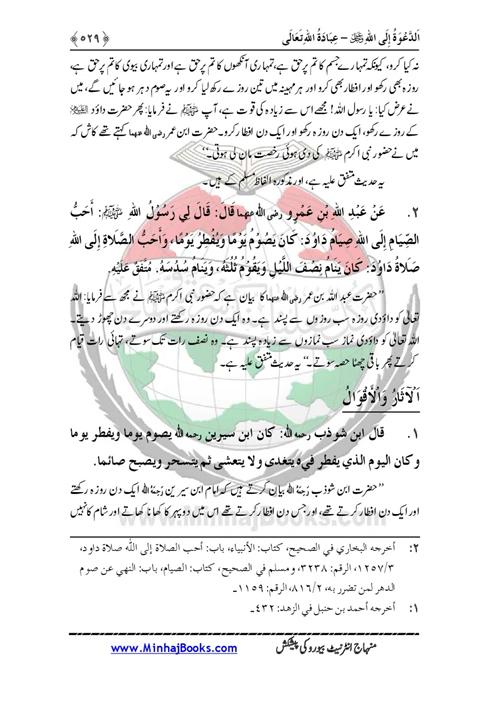 اَلدَّعْوَةُ إِلَى اللهِ ﷺ – عِبَادَةُ اللهِ تَعَالٰى ﴿۵۲۹﴾
نہ کیا کرو، کیونکہ تمہارے جسم کا تم پر حق ہے، تمہاری آنکھوں کا تم پر حق ہے اور تمہاری بیوی کا تم پر حق ہے،
روزہ بھی رکھو اور افطار بھی کرو اور ہر مہینہ میں تین روزے رکھ لیا کرو اور یہ صومِ دہر ہو جائیں گے، میں
نے عرض کیا: یا رسول اللہ! مجھے اس سے زیادہ کی قوت ہے، آپ ﷺ نے فرمایا: پھر حضرت داؤد
کے روزے رکھو، ایک دن روزہ رکھو اور ایک دن افطار کرو۔ حضرت ابن عمر رضی اللہ عنہما کہتے تھے کاش کہ
میں نے حضور نبی اکرم ﷺ کی دی ہوئی رخصت مان لی ہوتی۔‘‘
یہ حدیث متفق علیہ ہے، اور مذکورہ الفاظ مسلم کے ہیں۔
٢. عَنْ عَبْدِ اللهِ بْنِ عَمْرٍو رضی اللہ عنہما قَالَ: قَالَ لِي رَسُوْلُ اللهِ ﷺ: أَحَبُّ
الصِّيَامِ إِلَى اللهِ صِيَامُ دَاوُدَ: كَانَ يَصُوْمُ يَوْمًا وَيُفْطِرُ يَوْمًا، وَأَحَبُّ الصَّلَاةِ إِلَى اللهِ
صَلَاةُ دَاوُدَ: كَانَ يَنَامُ نِصْفَ اللَّيْلِ وَيَقُوْمُ ثُلُثَهُ، وَيَنَامُ سُدُسَهُ. مُتَّفَقٌ عَلَيْهِ.
’’حضرت عبد اللہ بن عمر رضی اللہ عنہما کا بیان ہے کہ حضور نبی اکرم ﷺ نے مجھ سے فرمایا: اللہ
تعالیٰ کو داؤدی روزہ سب روزوں سے پسند ہے۔ وہ ایک دن روزہ رکھتے اور دوسرے دن چھوڑ دیتے۔
اللہ تعالیٰ کو داؤدی نماز سب نمازوں سے زیادہ پسند ہے۔ وہ نصف رات تک سوتے، تہائی رات قیام
کرتے پھر باقی چھٹا حصہ سوتے۔‘‘ یہ حدیث متفق علیہ ہے۔
اَلْآثَارُ وَالْأَقْوَالُ
١. قال ابن شوذب رحمہ اللہ: كان ابن سيرين رحمہ اللہ يصوم يوما ويفطر يوما
وكان اليوم الذي يفطر فيه يتغدى ولا يتعشى ثم يتسحر ويصبح صائما.
’’حضرت ابن شوذب رَحِمَهُ الله بیان کرتے ہیں کہ امام ابن سیرین رَحِمَهُ الله ایک دن روزہ رکھتے
اور ایک دن افطار کرتے تھے، اور جس دن افطار کرتے تھے اس میں دوپہر کا کھانا کھاتے اور شام کا نہیں
www.MinhajBooks.com
٢: أخرجه البخاري في الصحيح، كتاب: الأنبياء، باب: أحب الصلاة إلى الله صلاة داود،
١٢٥٧/٣، الرقم: ٣٢٣٨، ومسلم في الصحيح، كتاب: الصيام، باب: النهي عن صوم
الدهر لمن تضرر به، ٨١٦/٢، الرقم: ١١٥٩۔
١: أخرجه أحمد بن حنبل في الزهد: ٤٣٢۔
منہاج انٹرنیٹ بیورو کی پیشکش www.MinhajBooks.com